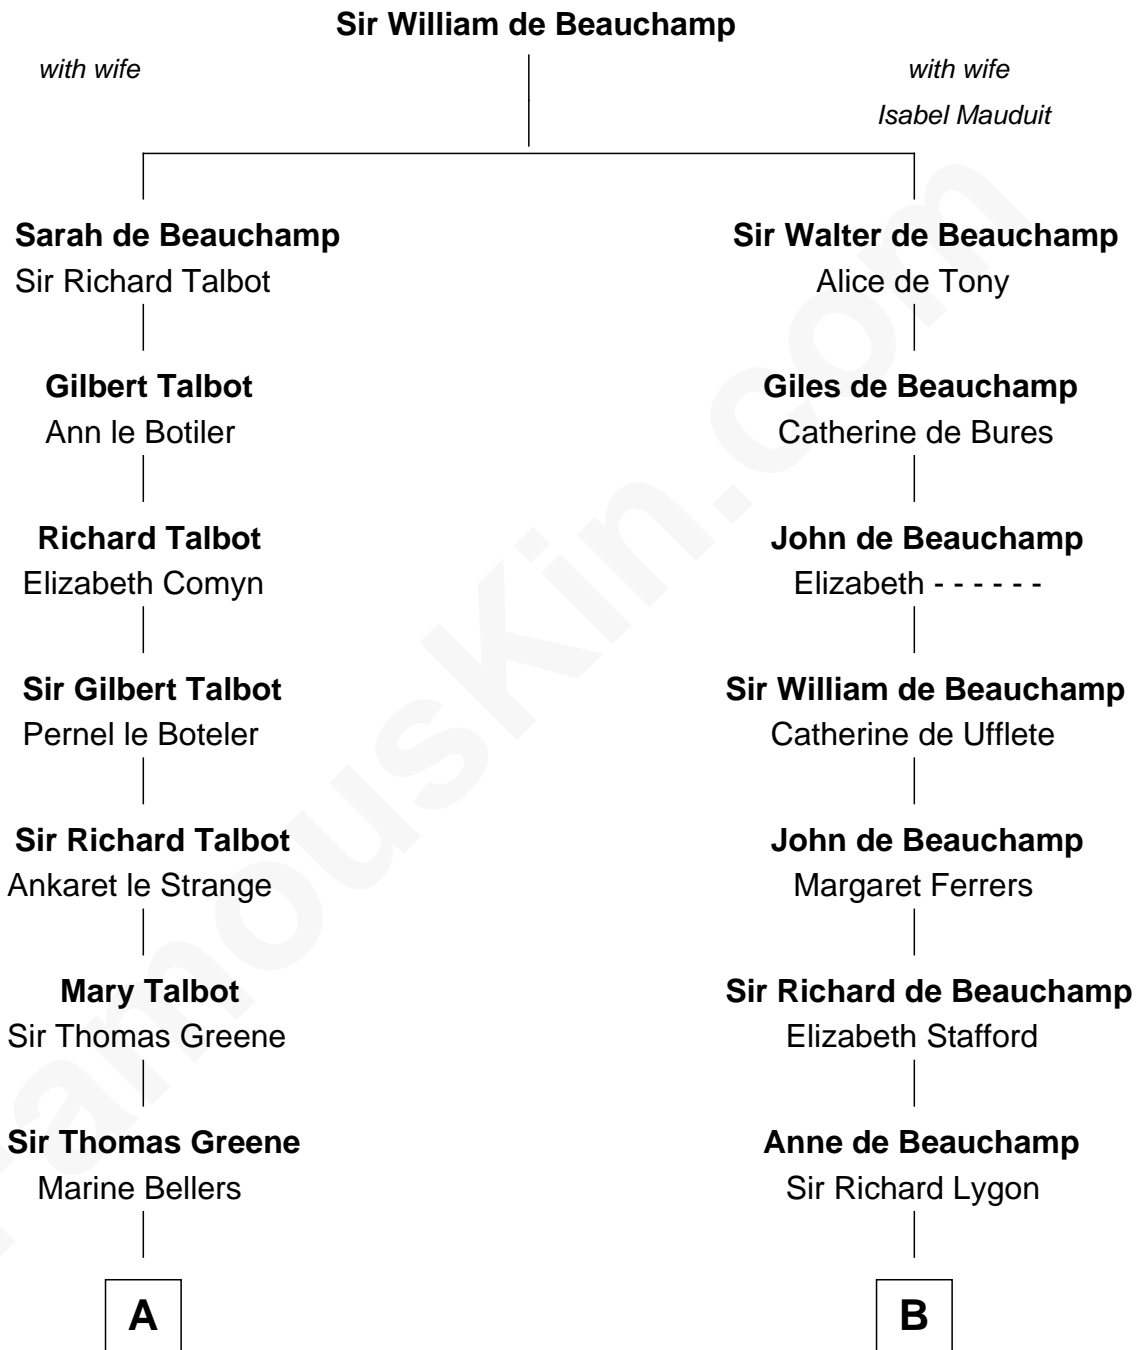 Sir William de Beauchamp
with wife
with wife
Isabel Mauduit
Sarah de Beauchamp
Sir Richard Talbot
Sir Walter de Beauchamp
Alice de Tony
Gilbert Talbot
Ann le Botiler
Giles de Beauchamp
Catherine de Bures
Richard Talbot
Elizabeth Comyn
John de Beauchamp
Elizabeth - - - - - -
Sir Gilbert Talbot
Pernel le Boteler
Sir William de Beauchamp
Catherine de Ufflete
Sir Richard Talbot
Ankaret le Strange
John de Beauchamp
Margaret Ferrers
Mary Talbot
Sir Thomas Greene
Sir Richard de Beauchamp
Elizabeth Stafford
Sir Thomas Greene
Marine Bellers
Anne de Beauchamp
Sir Richard Lygon
A
B
FamousKin.com